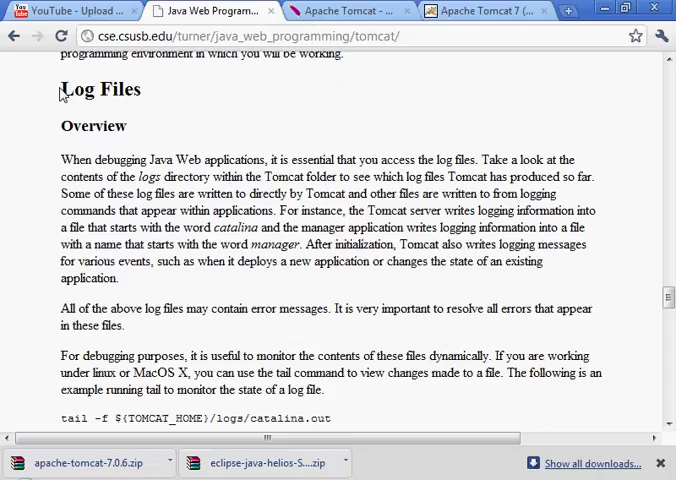 YouTube - Upload
Java Web Program...
Apache Tomcat - ...
Apache Tomcat 7 (...
cse.csusb.edu/turner/java_web_programming/tomcat/
programming environment in which you will be working.
Log Files
Overview
When debugging Java Web applications, it is essential that you access the log files. Take a look at the
contents of the logs directory within the Tomcat folder to see which log files Tomcat has produced so far.
Some of these log files are written to directly by Tomcat and other files are written to from logging
commands that appear within applications. For instance, the Tomcat server writes logging information into
a file that starts with the word catalina and the manager application writes logging information into a file
with a name that starts with the word manager. After initialization, Tomcat also writes logging messages
for various events, such as when it deploys a new application or changes the state of an existing
application.
All of the above log files may contain error messages. It is very important to resolve all errors that appear
in these files.
For debugging purposes, it is useful to monitor the contents of these files dynamically. If you are working
under linux or MacOS X, you can use the tail command to view changes made to a file. The following is an
example running tail to monitor the state of a log file.
tail -f ${TOMCAT_HOME}/logs/catalina.out
apache-tomcat-7.0.6.zip
eclipse-java-helios-S....zip
Show all downloads...